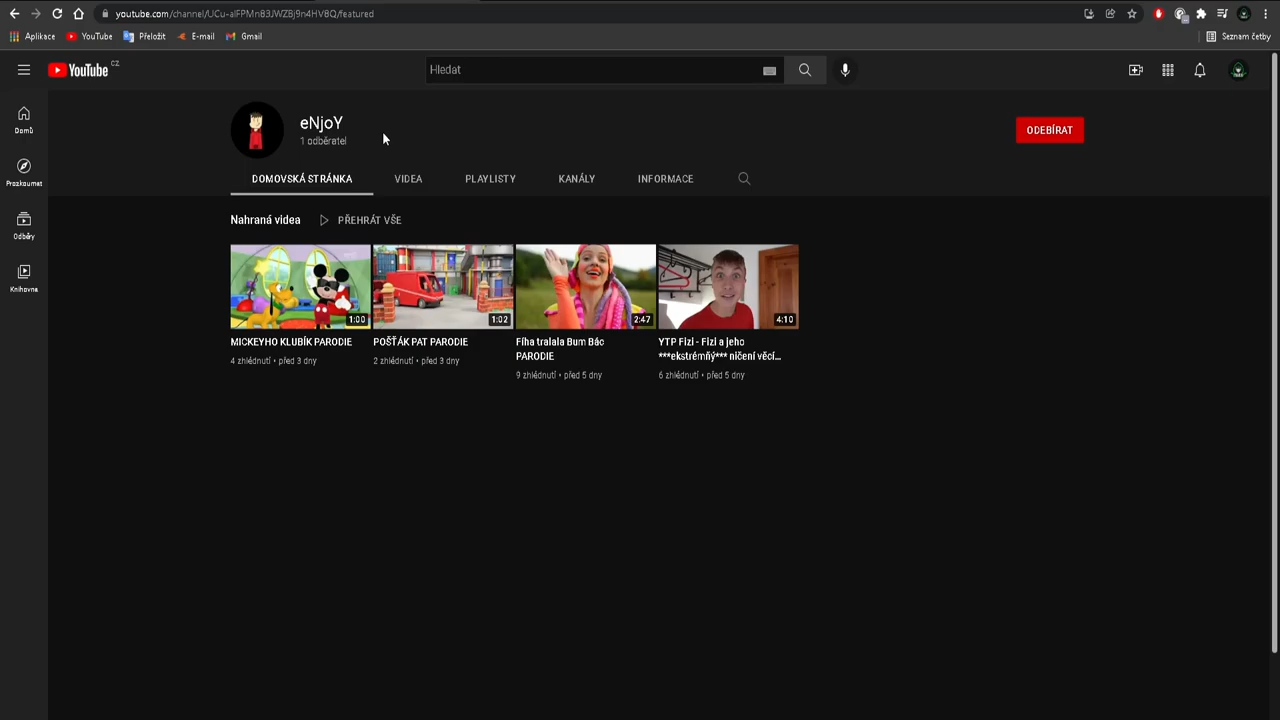 youtube.com/channel/UCu-aIFPMnB3JWZBj9n4HV8Q/featured
Aplikace YouTube Přeložit E-mail Gmail Seznam četby
YouTube CZ
Hledat
Domů
Prozkoumat
Odběry
Knihovna
eNjoY
1 odběratel
ODEBÍRAT
DOMOVSKÁ STRÁNKA VIDEA PLAYLISTY KANÁLY INFORMACE
Nahraná videa PŘEHRÁT VŠE
1:00 1:02 2:47 4:10
MICKEYHO KLUBÍK PARODIE
4 zhlédnutí • před 3 dny
POŠŤÁK PAT PARODIE
2 zhlédnutí • před 3 dny
Fíha tralala Bum Bác
PARODIE
9 zhlédnutí • před 5 dny
YTP Fizi - Fizi a jeho
***ekstrémňý*** ničení věcí...
6 zhlédnutí • před 5 dny